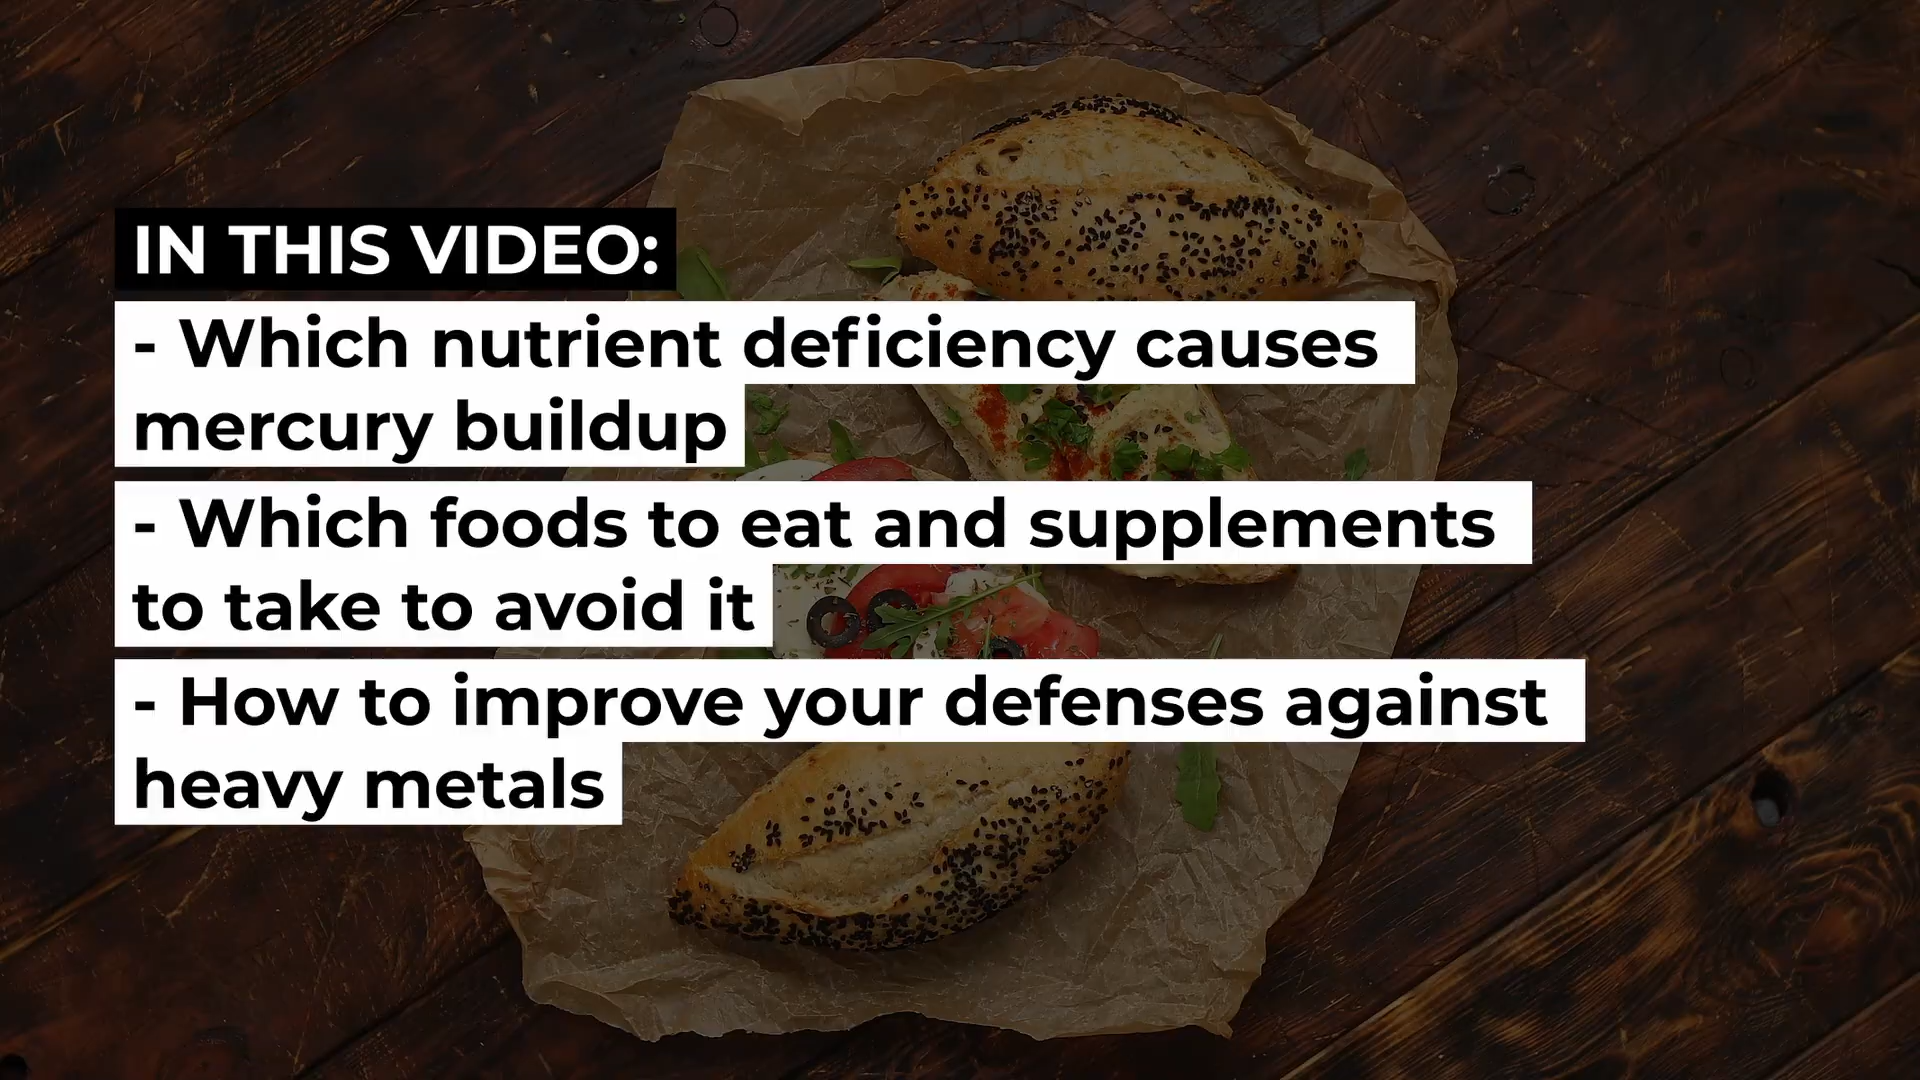 IN THIS VIDEO:
- Which nutrient deficiency causes
mercury buildup
- Which foods to eat and supplements
to take to avoid it
- How to improve your defenses against
heavy metals